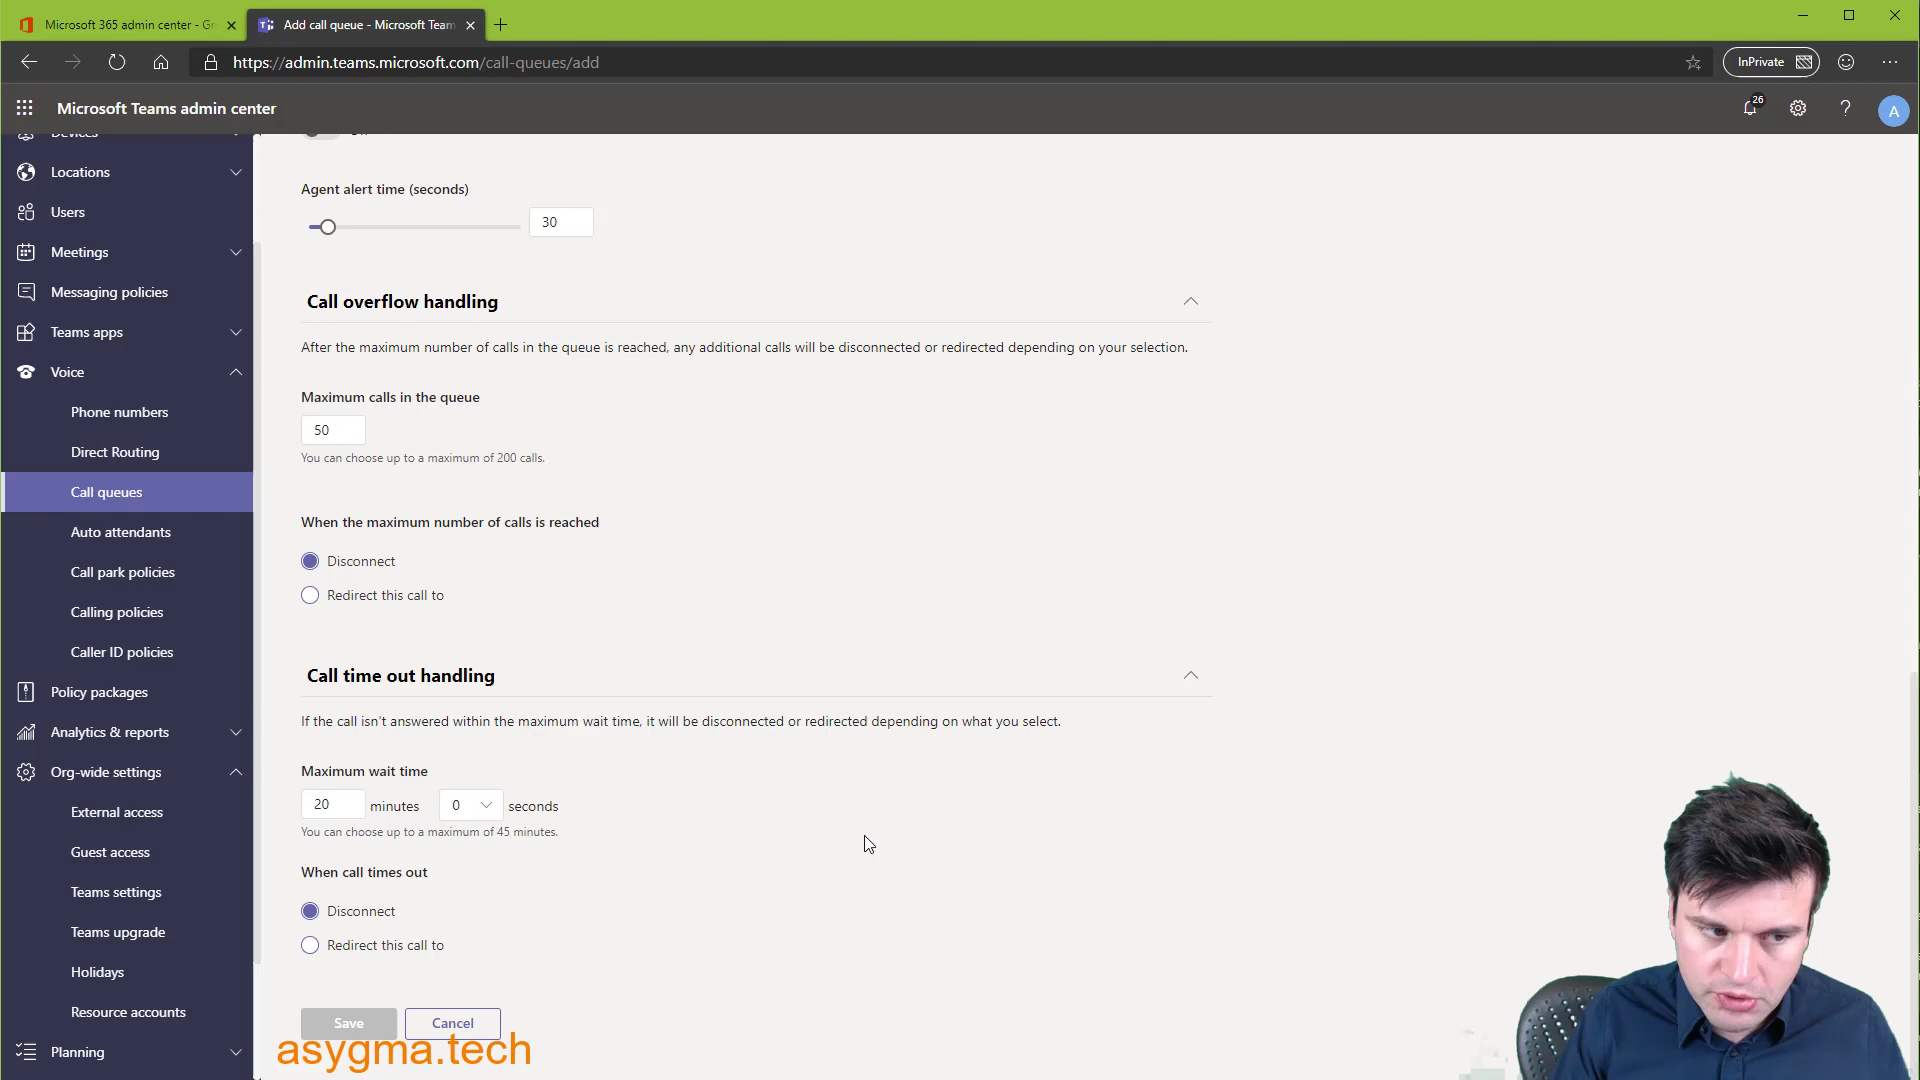 Microsoft 365 admin center - Gr
Add call queue - Microsoft Team
https://admin.teams.microsoft.com/call-queues/add
InPrivate
Microsoft Teams admin center
26
A
Devices
Locations
Users
Meetings
Messaging policies
Teams apps
Voice
Phone numbers
Direct Routing
Call queues
Auto attendants
Call park policies
Calling policies
Caller ID policies
Policy packages
Analytics & reports
Org-wide settings
External access
Guest access
Teams settings
Teams upgrade
Holidays
Resource accounts
Planning
Agent alert time (seconds)
30
Call overflow handling
After the maximum number of calls in the queue is reached, any additional calls will be disconnected or redirected depending on your selection.
Maximum calls in the queue
50
You can choose up to a maximum of 200 calls.
When the maximum number of calls is reached
Disconnect
Redirect this call to
Call time out handling
If the call isn't answered within the maximum wait time, it will be disconnected or redirected depending on what you select.
Maximum wait time
20 minutes 0 seconds
You can choose up to a maximum of 45 minutes.
When call times out
Disconnect
Redirect this call to
Save Cancel
asygma.tech